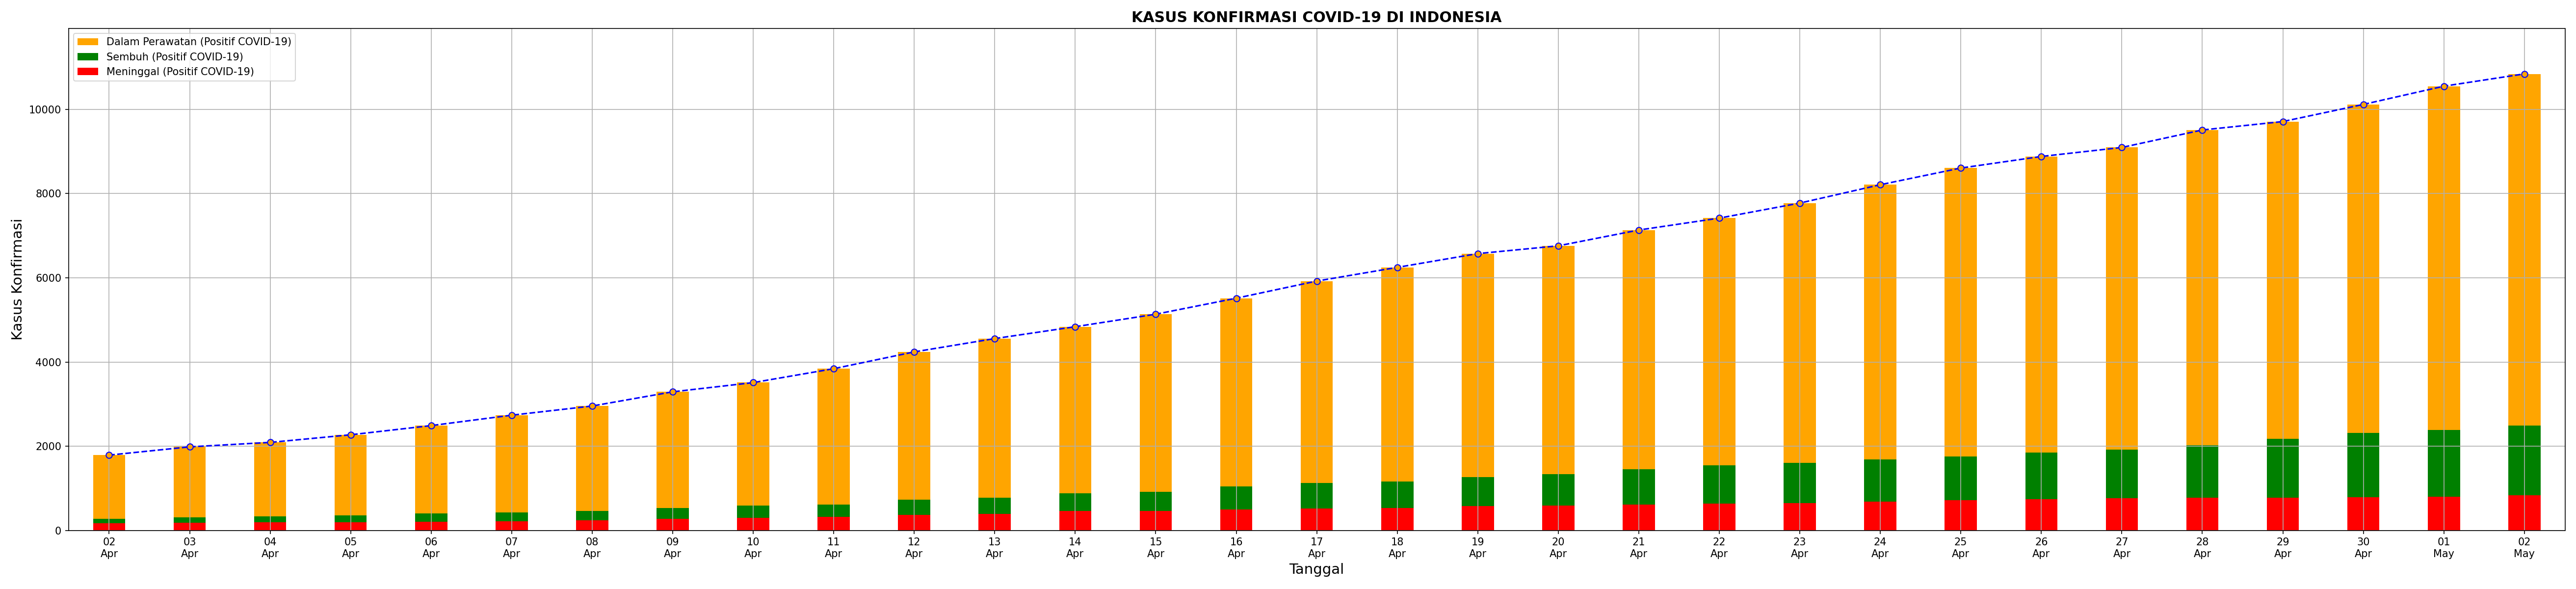 KASUS KONFIRMASI COVID-19 DI INDONESIA
Dalam Perawatan (Positif COVID-19)
Sembuh (Positif COVID-19)
Meninggal (Positif COVID-19)
Kasus Konfirmasi
10000
8000
6000
4000
2000
0
02 03 04 05 06 07 08 09 10 11 12 13 14 15 16 17 18 19 20 21 22 23 24 25 26 27 28 29 30 01 02
Apr Apr Apr Apr Apr Apr Apr Apr Apr Apr Apr Apr Apr Apr Apr Apr Apr Apr Apr Apr Apr Apr Apr Apr Apr Apr Apr Apr Apr May May
Tanggal